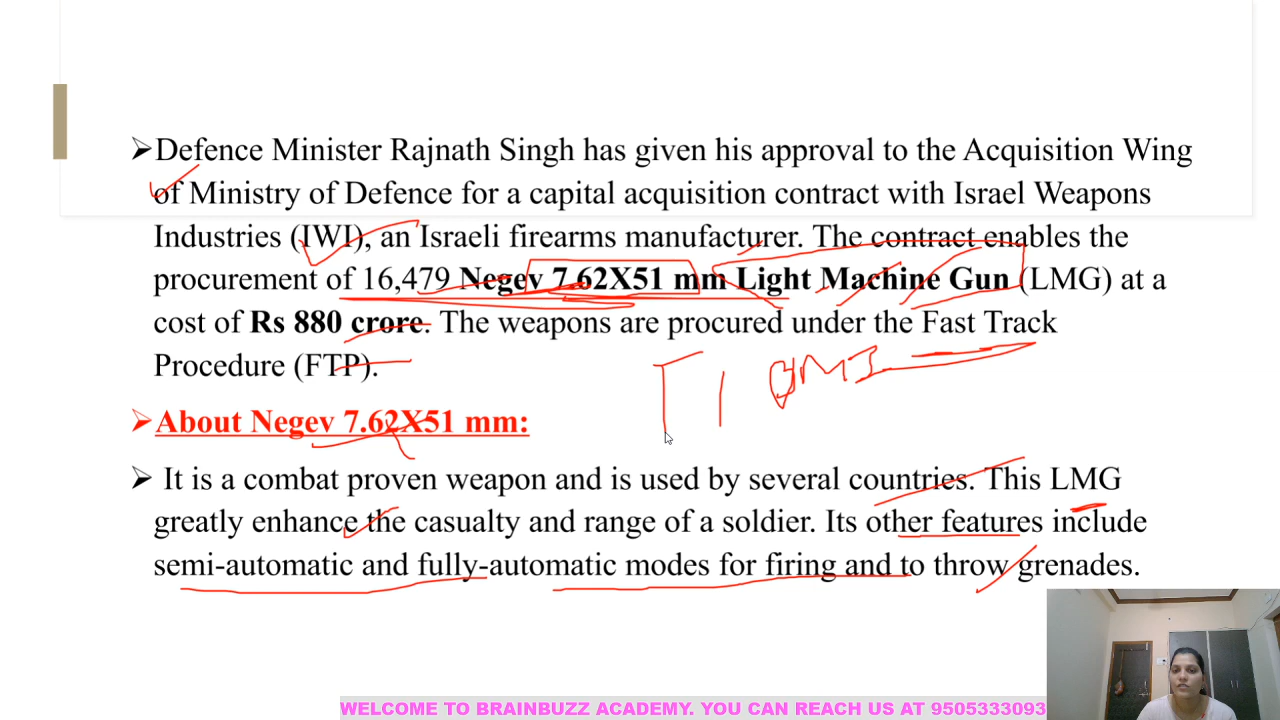 ➢Defence Minister Rajnath Singh has given his approval to the Acquisition Wing
of Ministry of Defence for a capital acquisition contract with Israel Weapons
Industries (IWI), an Israeli firearms manufacturer. The contract enables the
procurement of 16,479 Negev 7.62X51 mm Light Machine Gun (LMG) at a
cost of Rs 880 crore. The weapons are procured under the Fast Track
Procedure (FTP).
➢About Negev 7.62X51 mm:
➢ It is a combat proven weapon and is used by several countries. This LMG
greatly enhance the casualty and range of a soldier. Its other features include
semi-automatic and fully-automatic modes for firing and to throw grenades.
WELCOME TO BRAINBUZZ ACADEMY. YOU CAN REACH US AT 9505333093